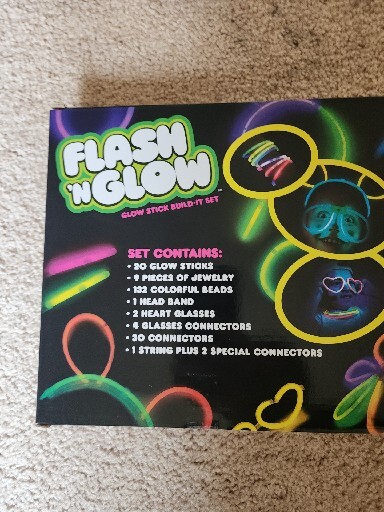 FLASH
'N GLOW
GLOW STICK BUILD-IT SET
SET CONTAINS:
• 20 GLOW STICKS
• 9 PIECES OF JEWELRY
• 132 COLORFUL BEADS
• 1 HEAD BAND
• 2 HEART GLASSES
• 4 GLASSES CONNECTORS
• 30 CONNECTORS
• 1 STRING PLUS 2 SPECIAL CONNECTORS